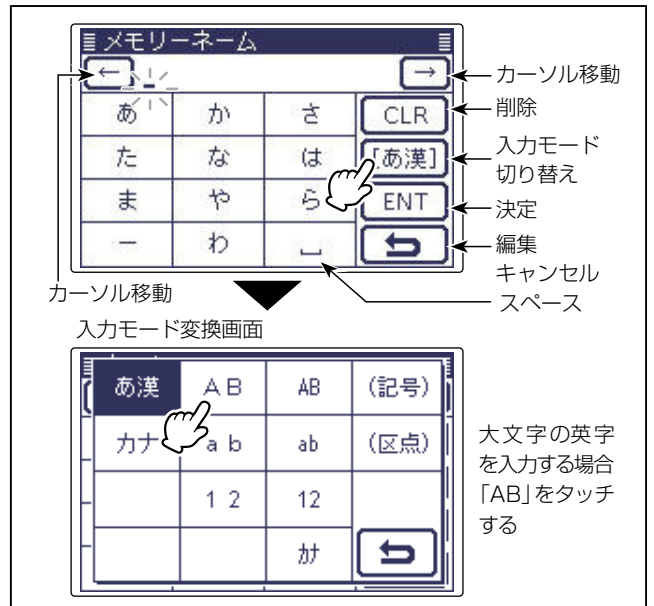 メモリーネーム
← → カーソル移動
あ か さ CLR 削除
た な は [あ漢] 入力モード
切り替え
ま や ら ENT 決定
ー わ ␣ 編集
キャンセル
カーソル移動 スペース
入力モード変換画面
あ漢 ＡＢ AB (記号)
カナ ａｂ ab (区点)
１２ 12
ｶﾅ
大文字の英字
を入力する場合
「AB」をタッチ
する